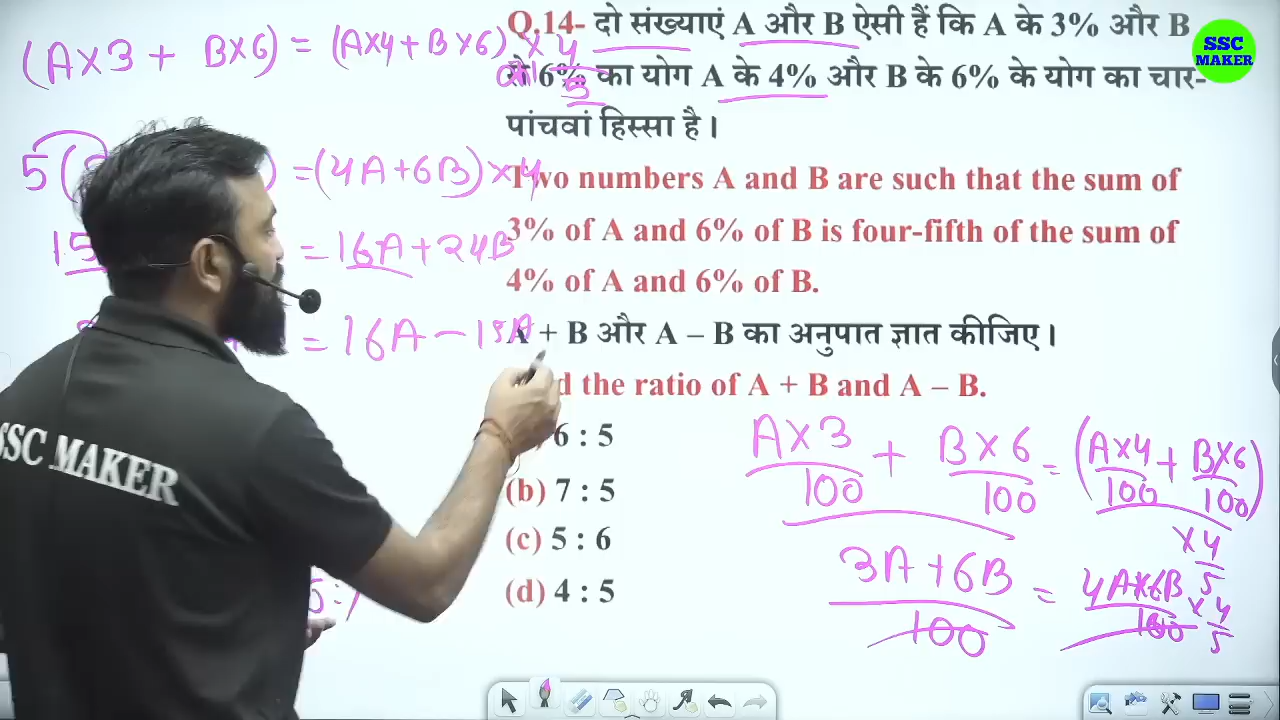 Q.14- दो संख्याएं A और B ऐसी हैं कि A के 3% और B
के 6% का योग A के 4% और B के 6% के योग का चार-
पांचवां हिस्सा है।
Two numbers A and B are such that the sum of
3% of A and 6% of B is four-fifth of the sum of
4% of A and 6% of B.
A + B और A – B का अनुपात ज्ञात कीजिए।
the ratio of A + B and A – B.
6 : 5
(b) 7 : 5
(c) 5 : 6
(d) 4 : 5
SSC
MAKER
(A×3 + B×6) = (A×4 + B×6) × 4/5
5( ) =(4A+6B)×4
15 = 16A+24B
= 16A – 15A
A×3/100 + B×6/100 = (A×4/100 + B×6/100)
× 4/5
3A+6B/100 = 4A×6B/100 × 4/5
SSC MAKER